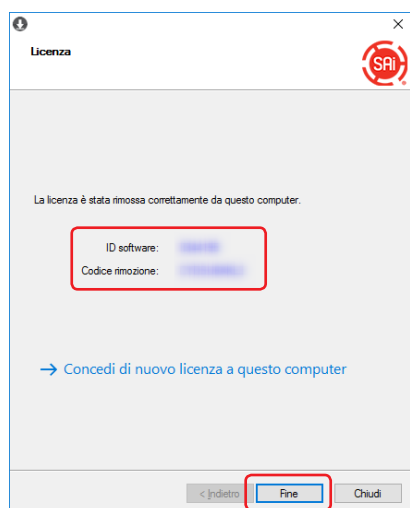 Licenza
SAi
La licenza è stata rimossa correttamente da questo computer.
ID software:
Codice rimozione:
→ Concedi di nuovo licenza a questo computer
< Indietro Fine Chiudi